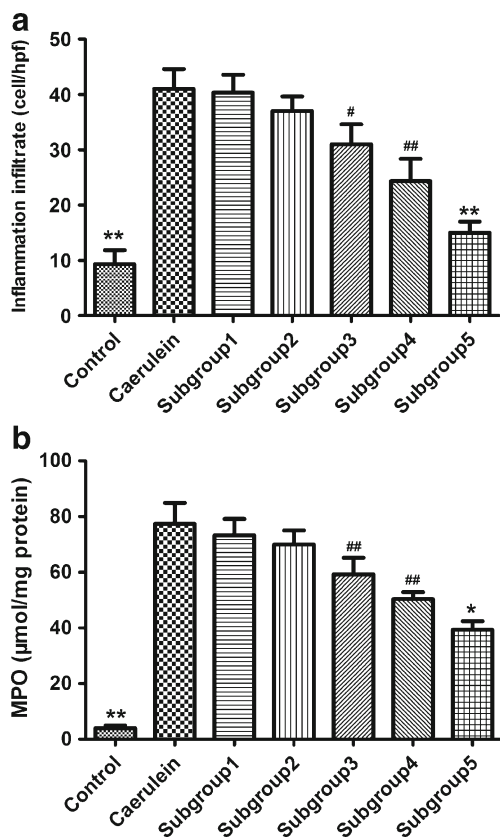 a
Inflammation infiltrate (cell/hpf)
50
40
30
20
10
0
**
#
##
**
Control
Caerulein
Subgroup1
Subgroup2
Subgroup3
Subgroup4
Subgroup5
b
MPO (µmol/mg protein)
100
80
60
40
20
0
**
##
##
*
Control
Caerulein
Subgroup1
Subgroup2
Subgroup3
Subgroup4
Subgroup5